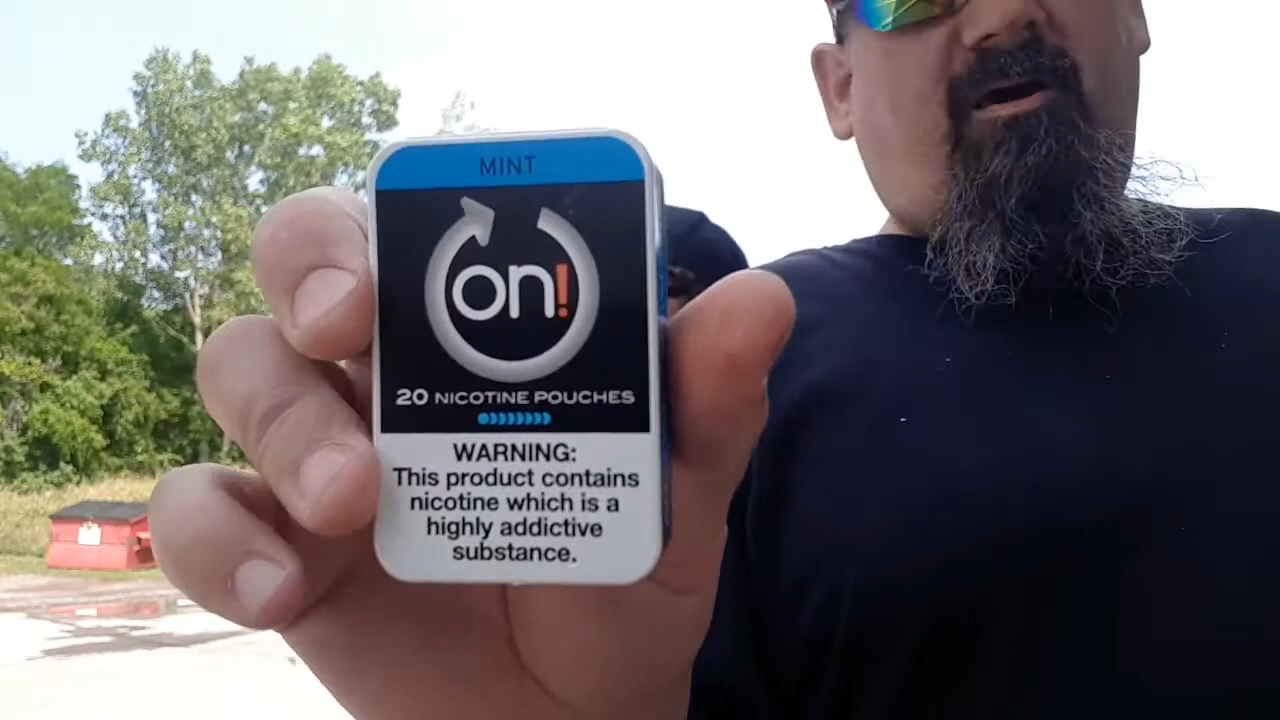 MINT
on!
20 NICOTINE POUCHES
WARNING:
This product contains
nicotine which is a
highly addictive
substance.